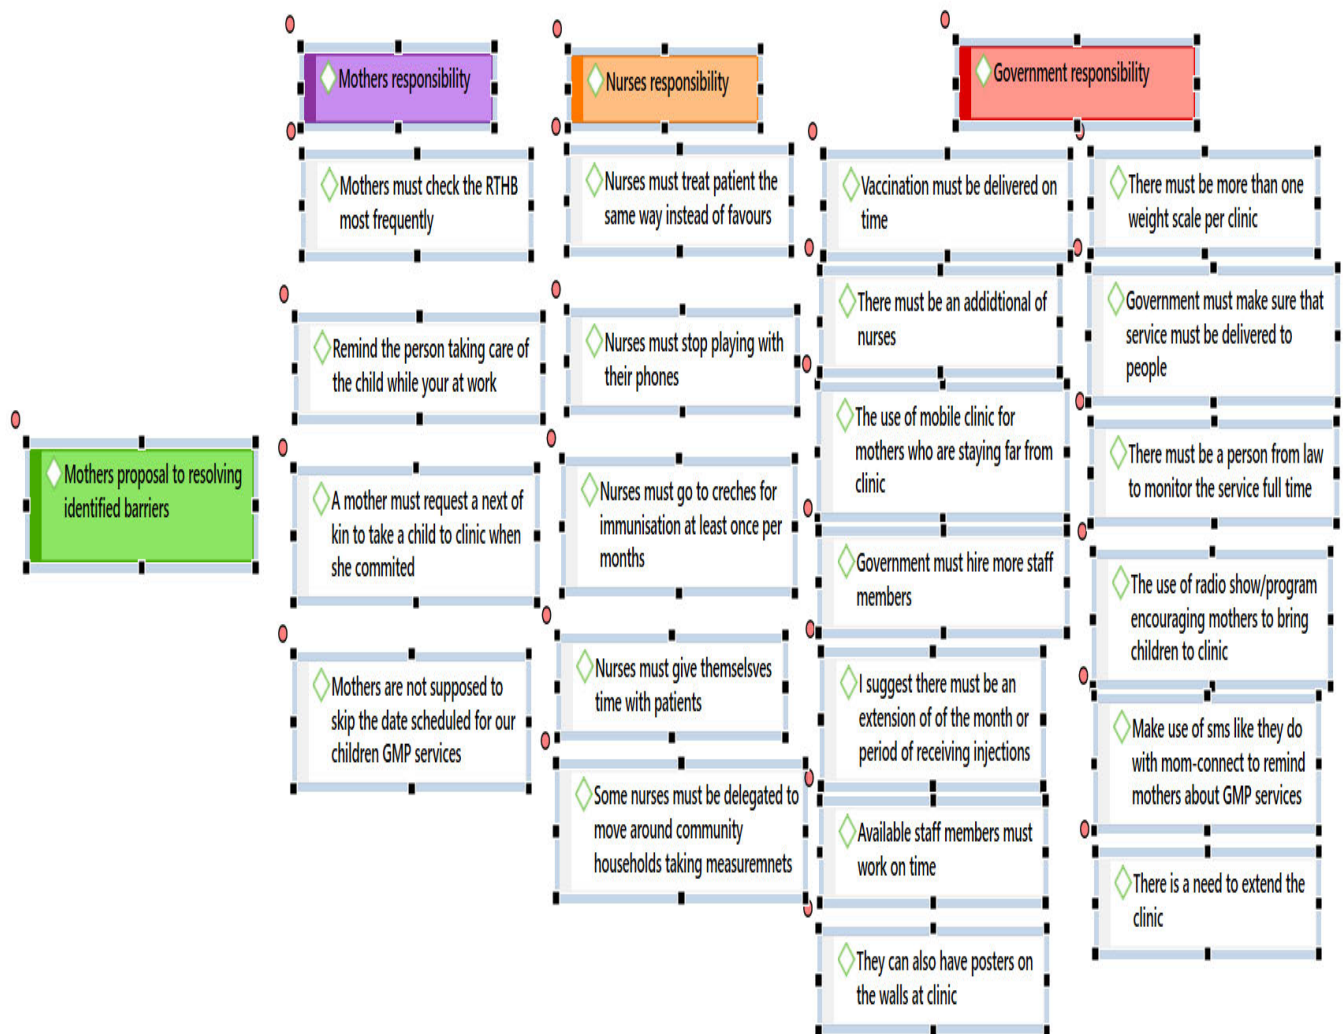 Mothers responsibility
Nurses responsibility
Government responsibility
Mothers proposal to resolving
identified barriers
Mothers must check the RTHB
most frequently
Remind the person taking care of
the child while your at work
A mother must request a next of
kin to take a child to clinic when
she commited
Mothers are not supposed to
skip the date scheduled for our
children GMP services
Nurses must treat patient the
same way instead of favours
Nurses must stop playing with
their phones
Nurses must go to creches for
immunisation at least once per
months
Nurses must give themselsves
time with patients
Some nurses must be delegated to
move around community
households taking measuremnets
Vaccination must be delivered on
time
There must be an addidtional of
nurses
The use of mobile clinic for
mothers who are staying far from
clinic
Government must hire more staff
members
I suggest there must be an
extension of of the month or
period of receiving injections
Available staff members must
work on time
They can also have posters on
the walls at clinic
There must be more than one
weight scale per clinic
Government must make sure that
service must be delivered to
people
There must be a person from law
to monitor the service full time
The use of radio show/program
encouraging mothers to bring
children to clinic
Make use of sms like they do
with mom-connect to remind
mothers about GMP services
There is a need to extend the
clinic